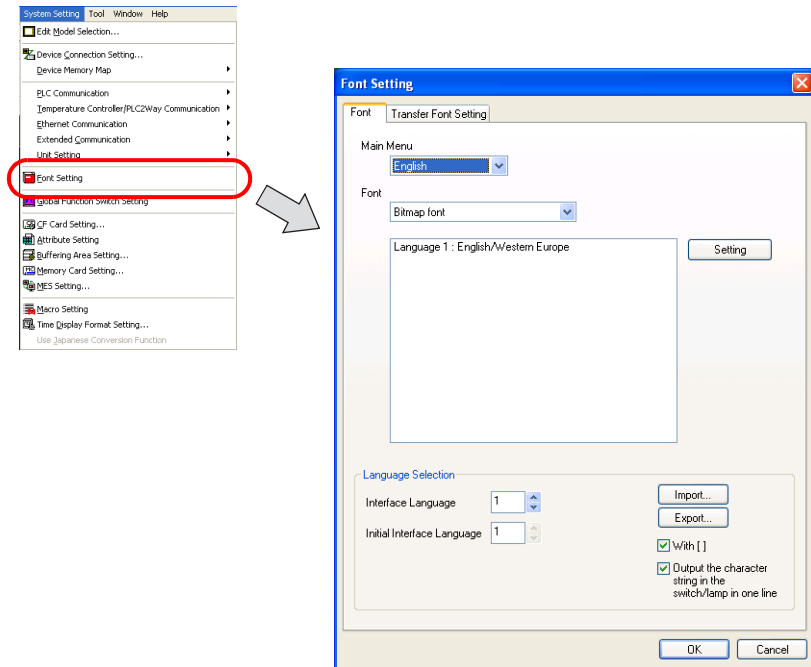 System Setting Tool Window Help
Edit Model Selection...
Device Connection Setting...
Device Memory Map
PLC Communication
Temperature Controller/PLC2Way Communication
Ethernet Communication
Extended Communication
Unit Setting
Font Setting
Global Function Switch Setting
CF Card Setting...
Attribute Setting
Buffering Area Setting...
Memory Card Setting...
MES Setting...
Macro Setting
Time Display Format Setting...
Use Japanese Conversion Function
Font Setting
Font Transfer Font Setting
Main Menu
English
Font
Bitmap font
Language 1 : English/Western Europe
Setting
Language Selection
Interface Language 1
Initial Interface Language 1
Import...
Export...
With [ ]
Output the character
string in the
switch/lamp in one line
OK Cancel